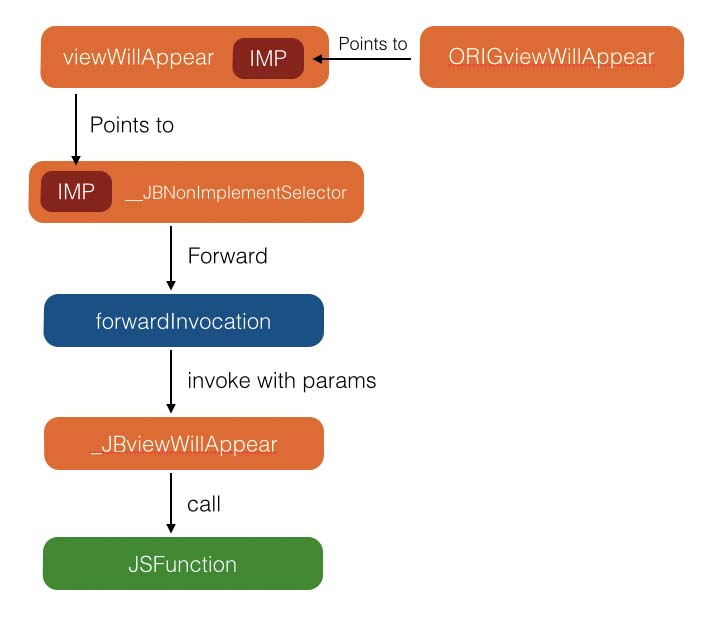 viewWillAppear IMP Points to ORIGviewWillAppear
Points to
IMP __JBNonImplementSelector
Forward
forwardInvocation
invoke with params
_JBviewWillAppear
call
JSFunction